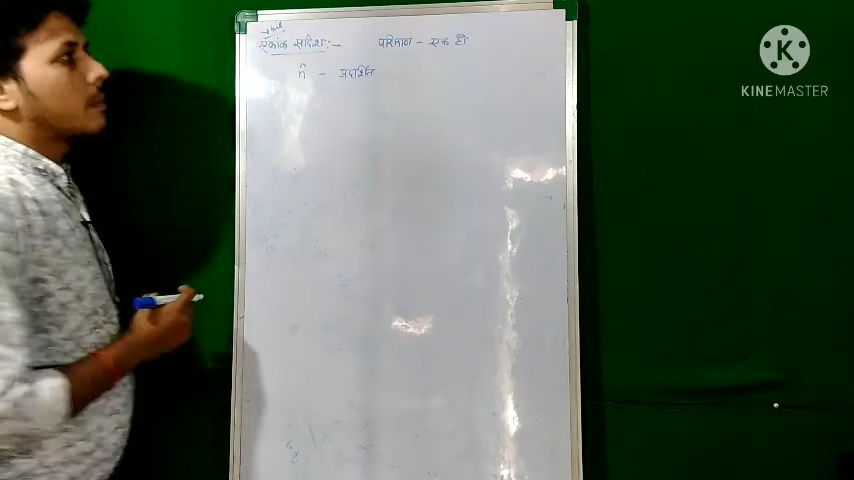 एकांक सदिश :- परिमाण - एक हो
n̂ - प्रदर्शित
KINEMASTER